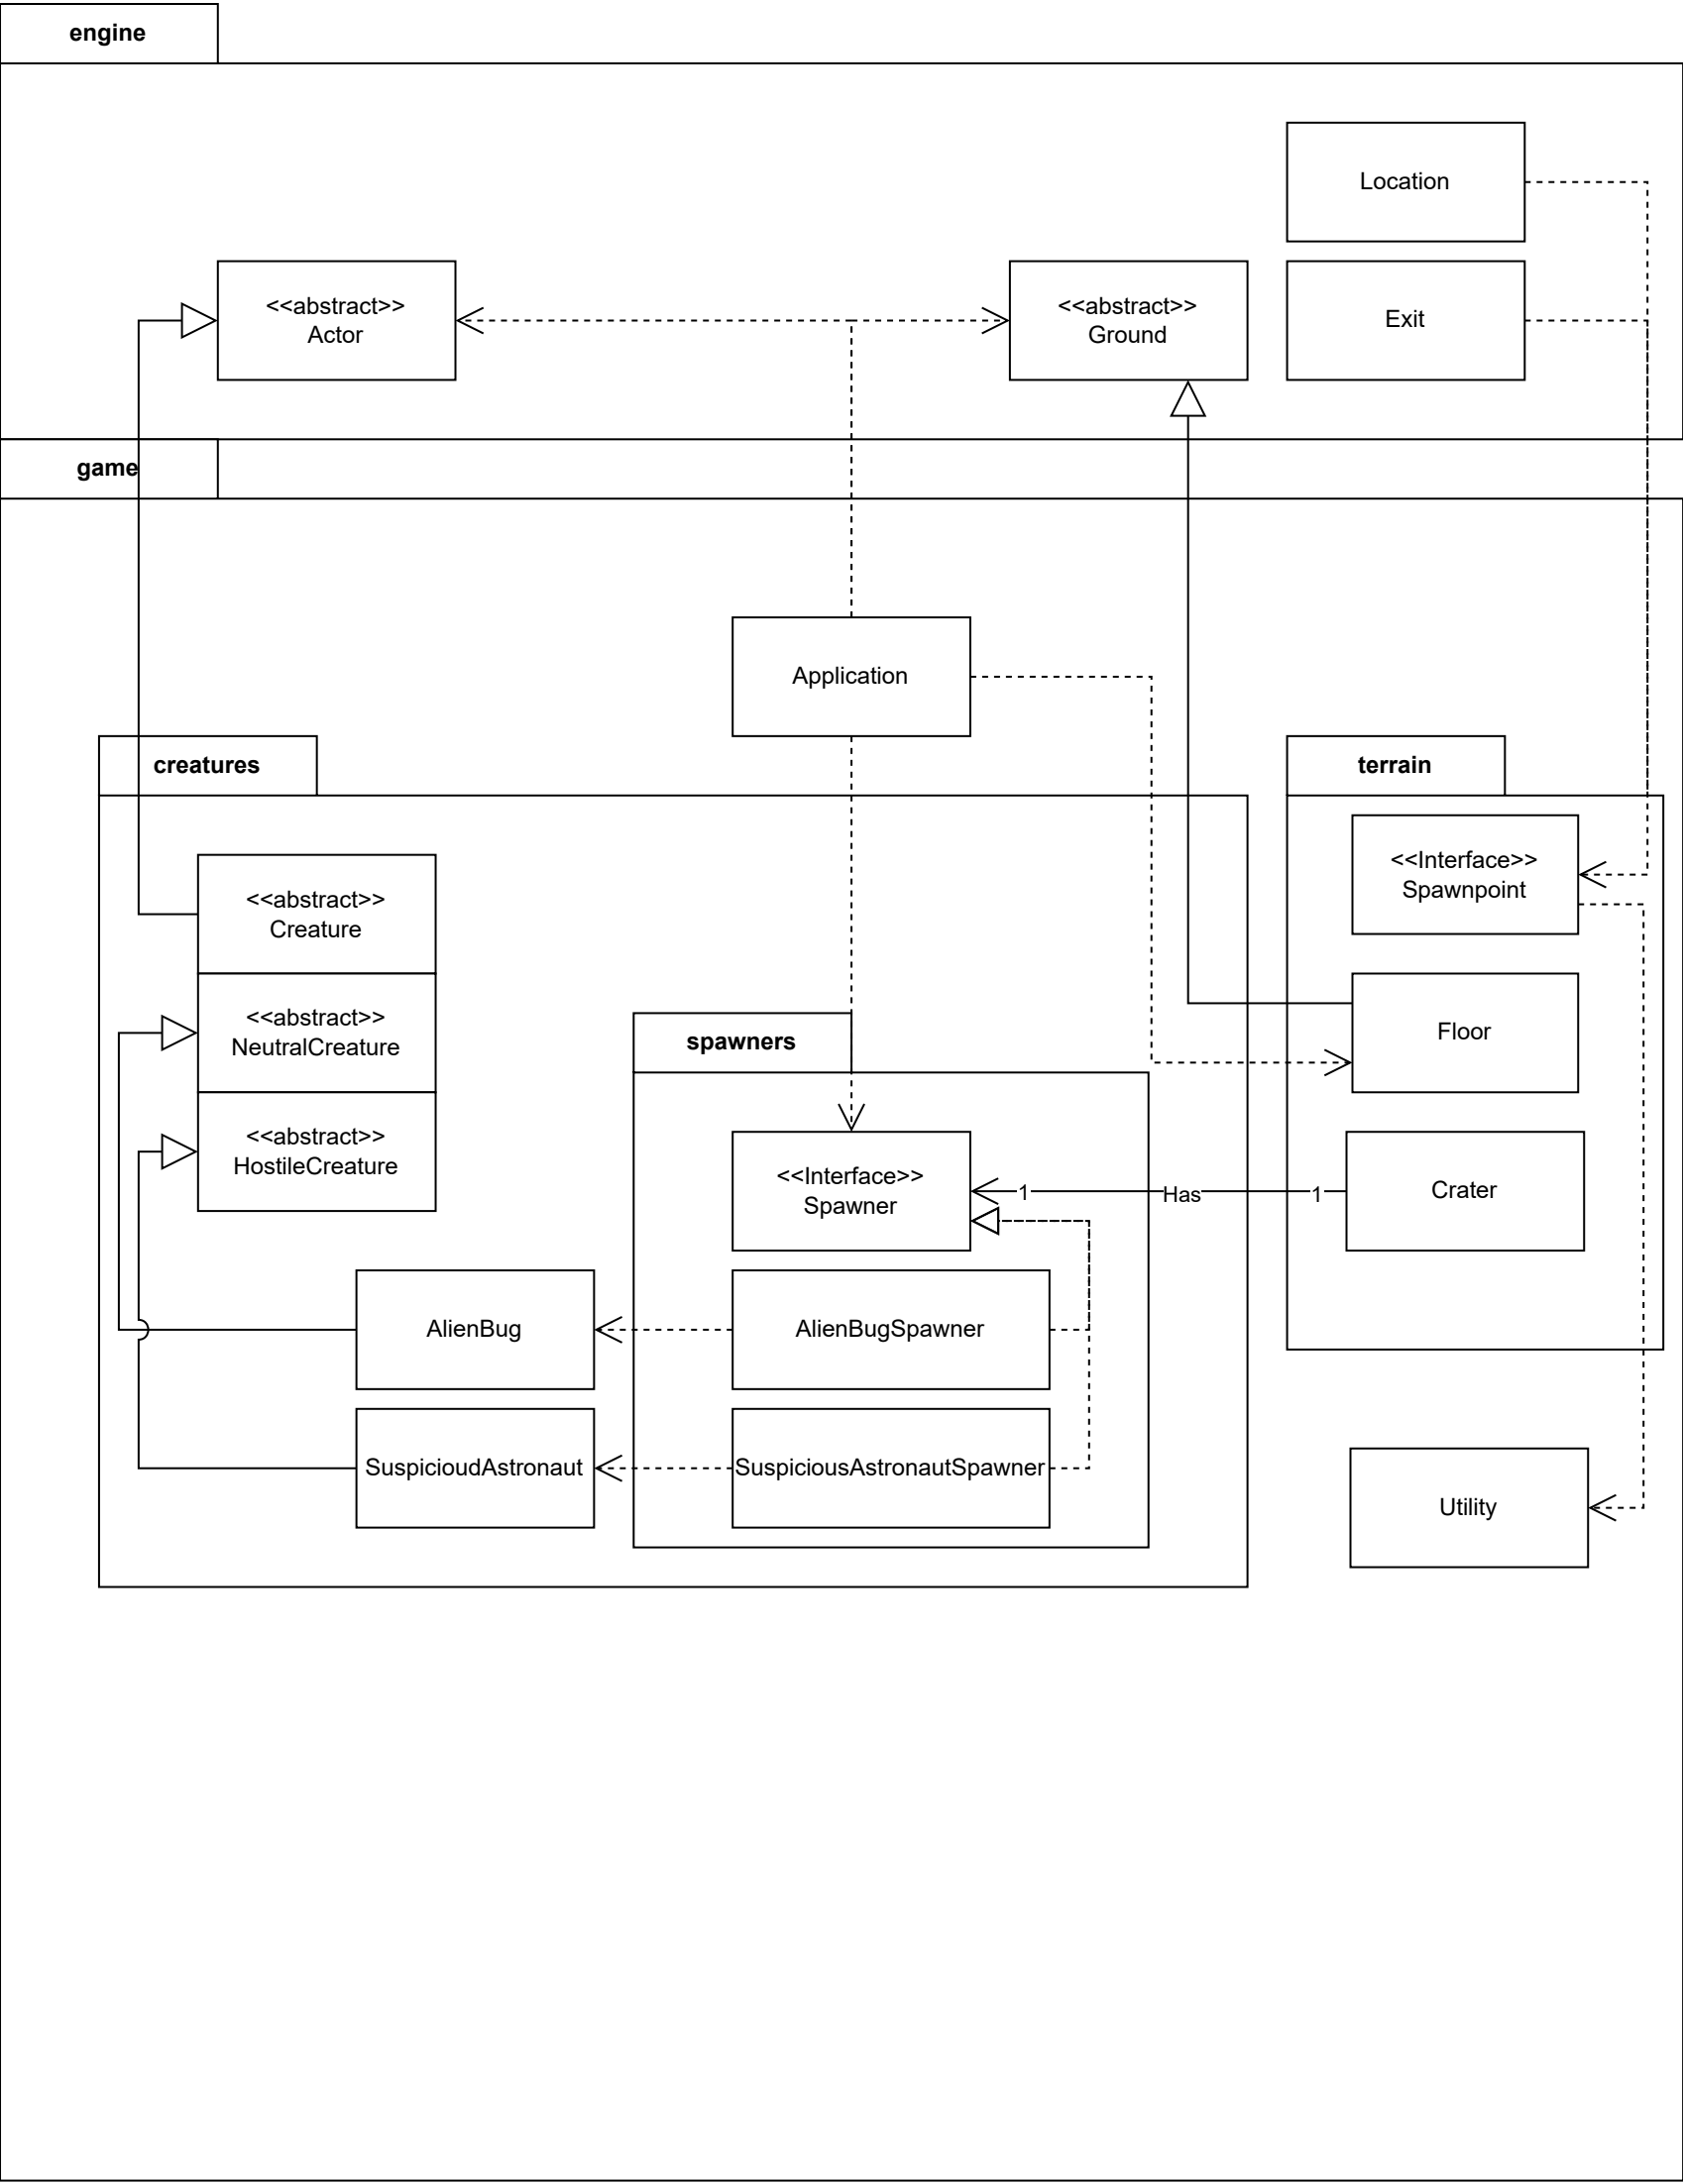 engine
Location
<<abstract>>
Actor
<<abstract>>
Ground
Exit
game
Application
creatures
terrain
<<abstract>>
Creature
<<Interface>>
Spawnpoint
<<abstract>>
NeutralCreature
spawners
Floor
<<abstract>>
HostileCreature
<<Interface>>
Spawner
1
Has
1
Crater
AlienBug
AlienBugSpawner
SuspicioudAstronaut
SuspiciousAstronautSpawner
Utility